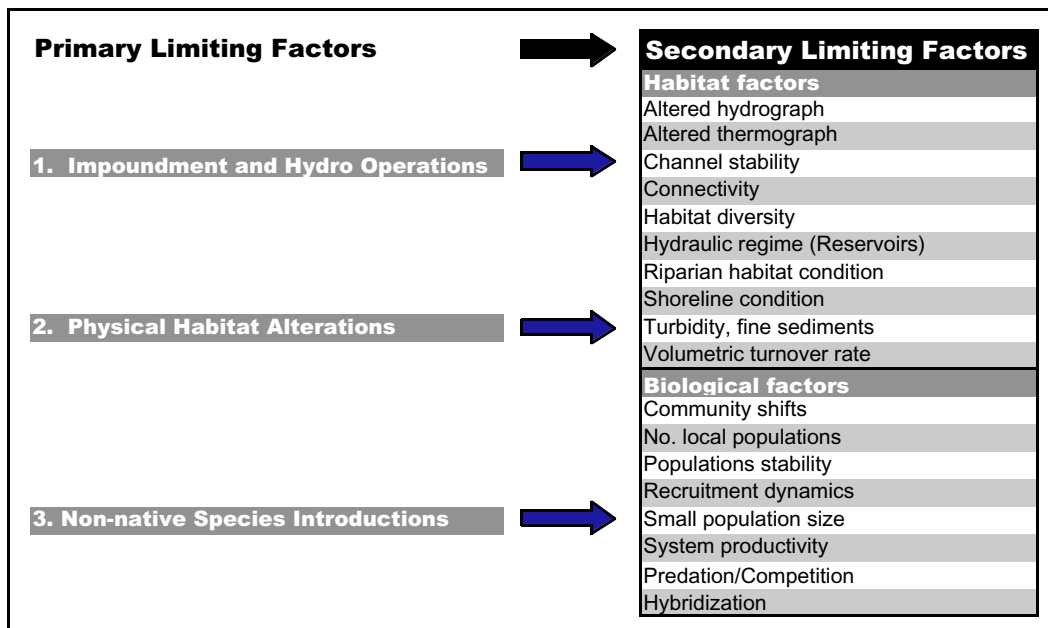 Primary Limiting Factors
Secondary Limiting Factors
Habitat factors
Altered hydrograph
Altered thermograph
1. Impoundment and Hydro Operations
Channel stability
Connectivity
Habitat diversity
Hydraulic regime (Reservoirs)
Riparian habitat condition
Shoreline condition
2. Physical Habitat Alterations
Turbidity, fine sediments
Volumetric turnover rate
Biological factors
Community shifts
No. local populations
Populations stability
Recruitment dynamics
3. Non-native Species Introductions
Small population size
System productivity
Predation/Competition
Hybridization